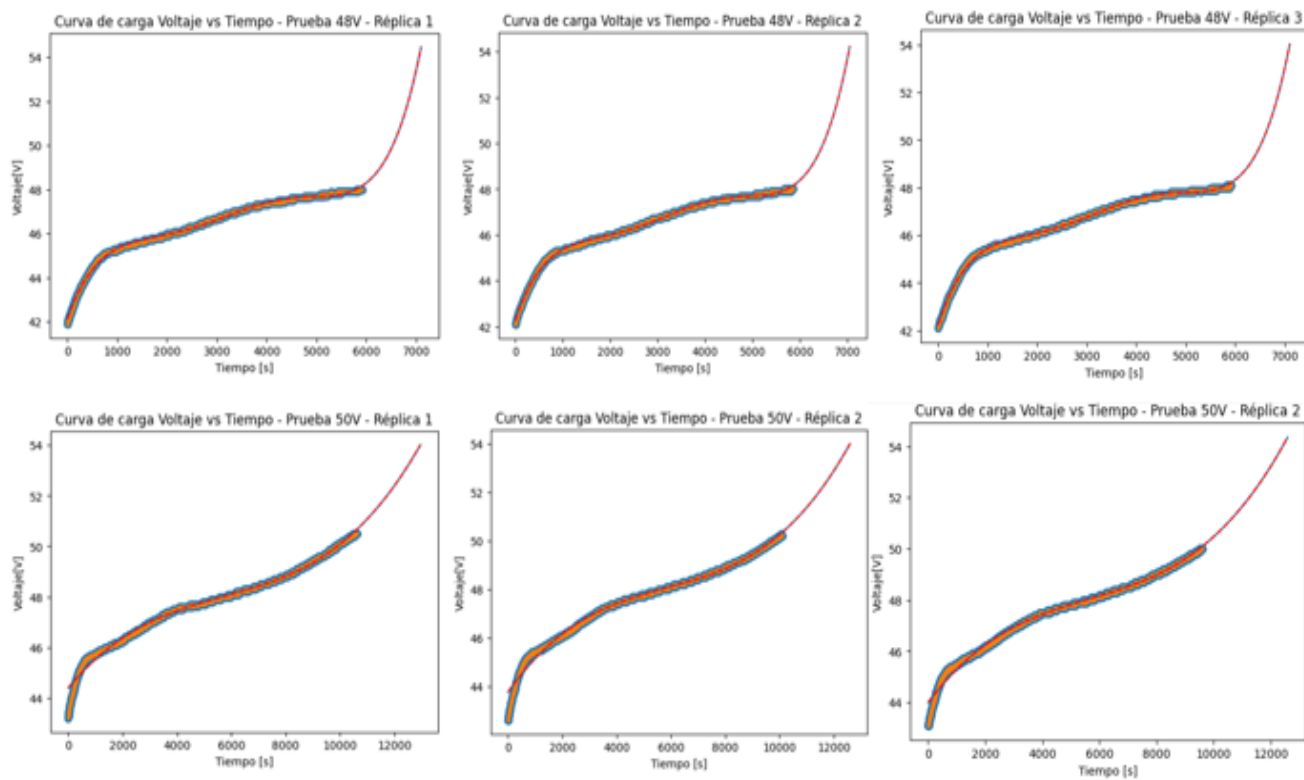 Curva de carga Voltaje vs Tiempo - Prueba 48V - Réplica 1
54
52
50
48
46
44
42
Voltaje[V]
0 1000 2000 3000 4000 5000 6000 7000
Tiempo [s]
Curva de carga Voltaje vs Tiempo - Prueba 48V - Réplica 2
54
52
50
48
46
44
42
Voltaje[V]
0 1000 2000 3000 4000 5000 6000 7000
Tiempo [s]
Curva de carga Voltaje vs Tiempo - Prueba 48V - Réplica 3
54
52
50
48
46
44
42
Voltaje[V]
0 1000 2000 3000 4000 5000 6000 7000
Tiempo [s]
Curva de carga Voltaje vs Tiempo - Prueba 50V - Réplica 1
54
52
50
48
46
44
Voltaje[V]
0 2000 4000 6000 8000 10000 12000
Tiempo [s]
Curva de carga Voltaje vs Tiempo - Prueba 50V - Réplica 2
54
52
50
48
46
44
Voltaje[V]
0 2000 4000 6000 8000 10000 12000
Tiempo [s]
Curva de carga Voltaje vs Tiempo - Prueba 50V - Réplica 2
54
52
50
48
46
44
Voltaje[V]
0 2000 4000 6000 8000 10000 12000
Tiempo [s]